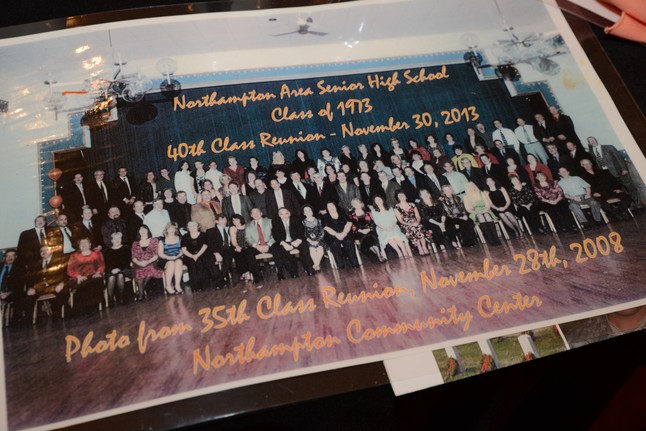 Northampton Area Senior High School
Class of 1973
40th Class Reunion - November 30, 2013
Photo from 35th Class Reunion, November 28th, 2008
Northampton Community Center